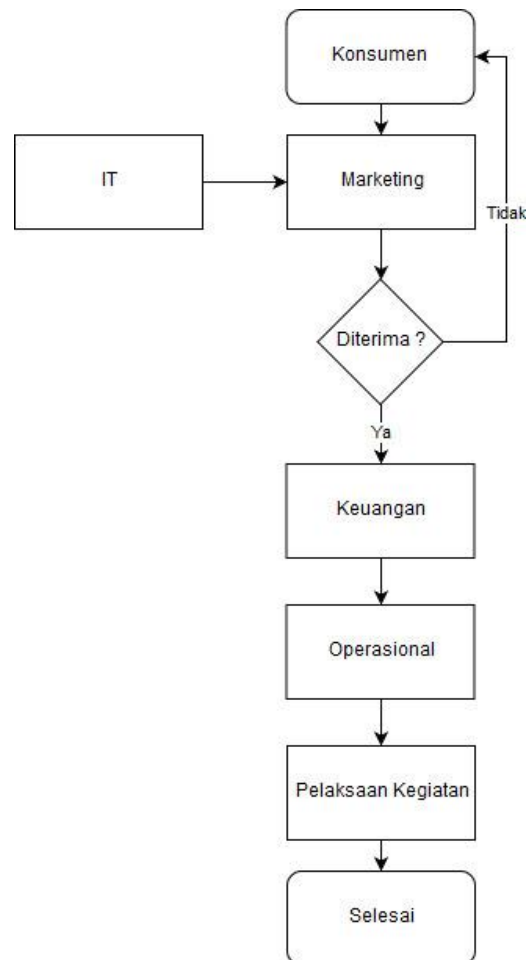 Konsumen
IT
Marketing
Tidak
Diterima ?
Ya
Keuangan
Operasional
Pelaksaan Kegiatan
Selesai